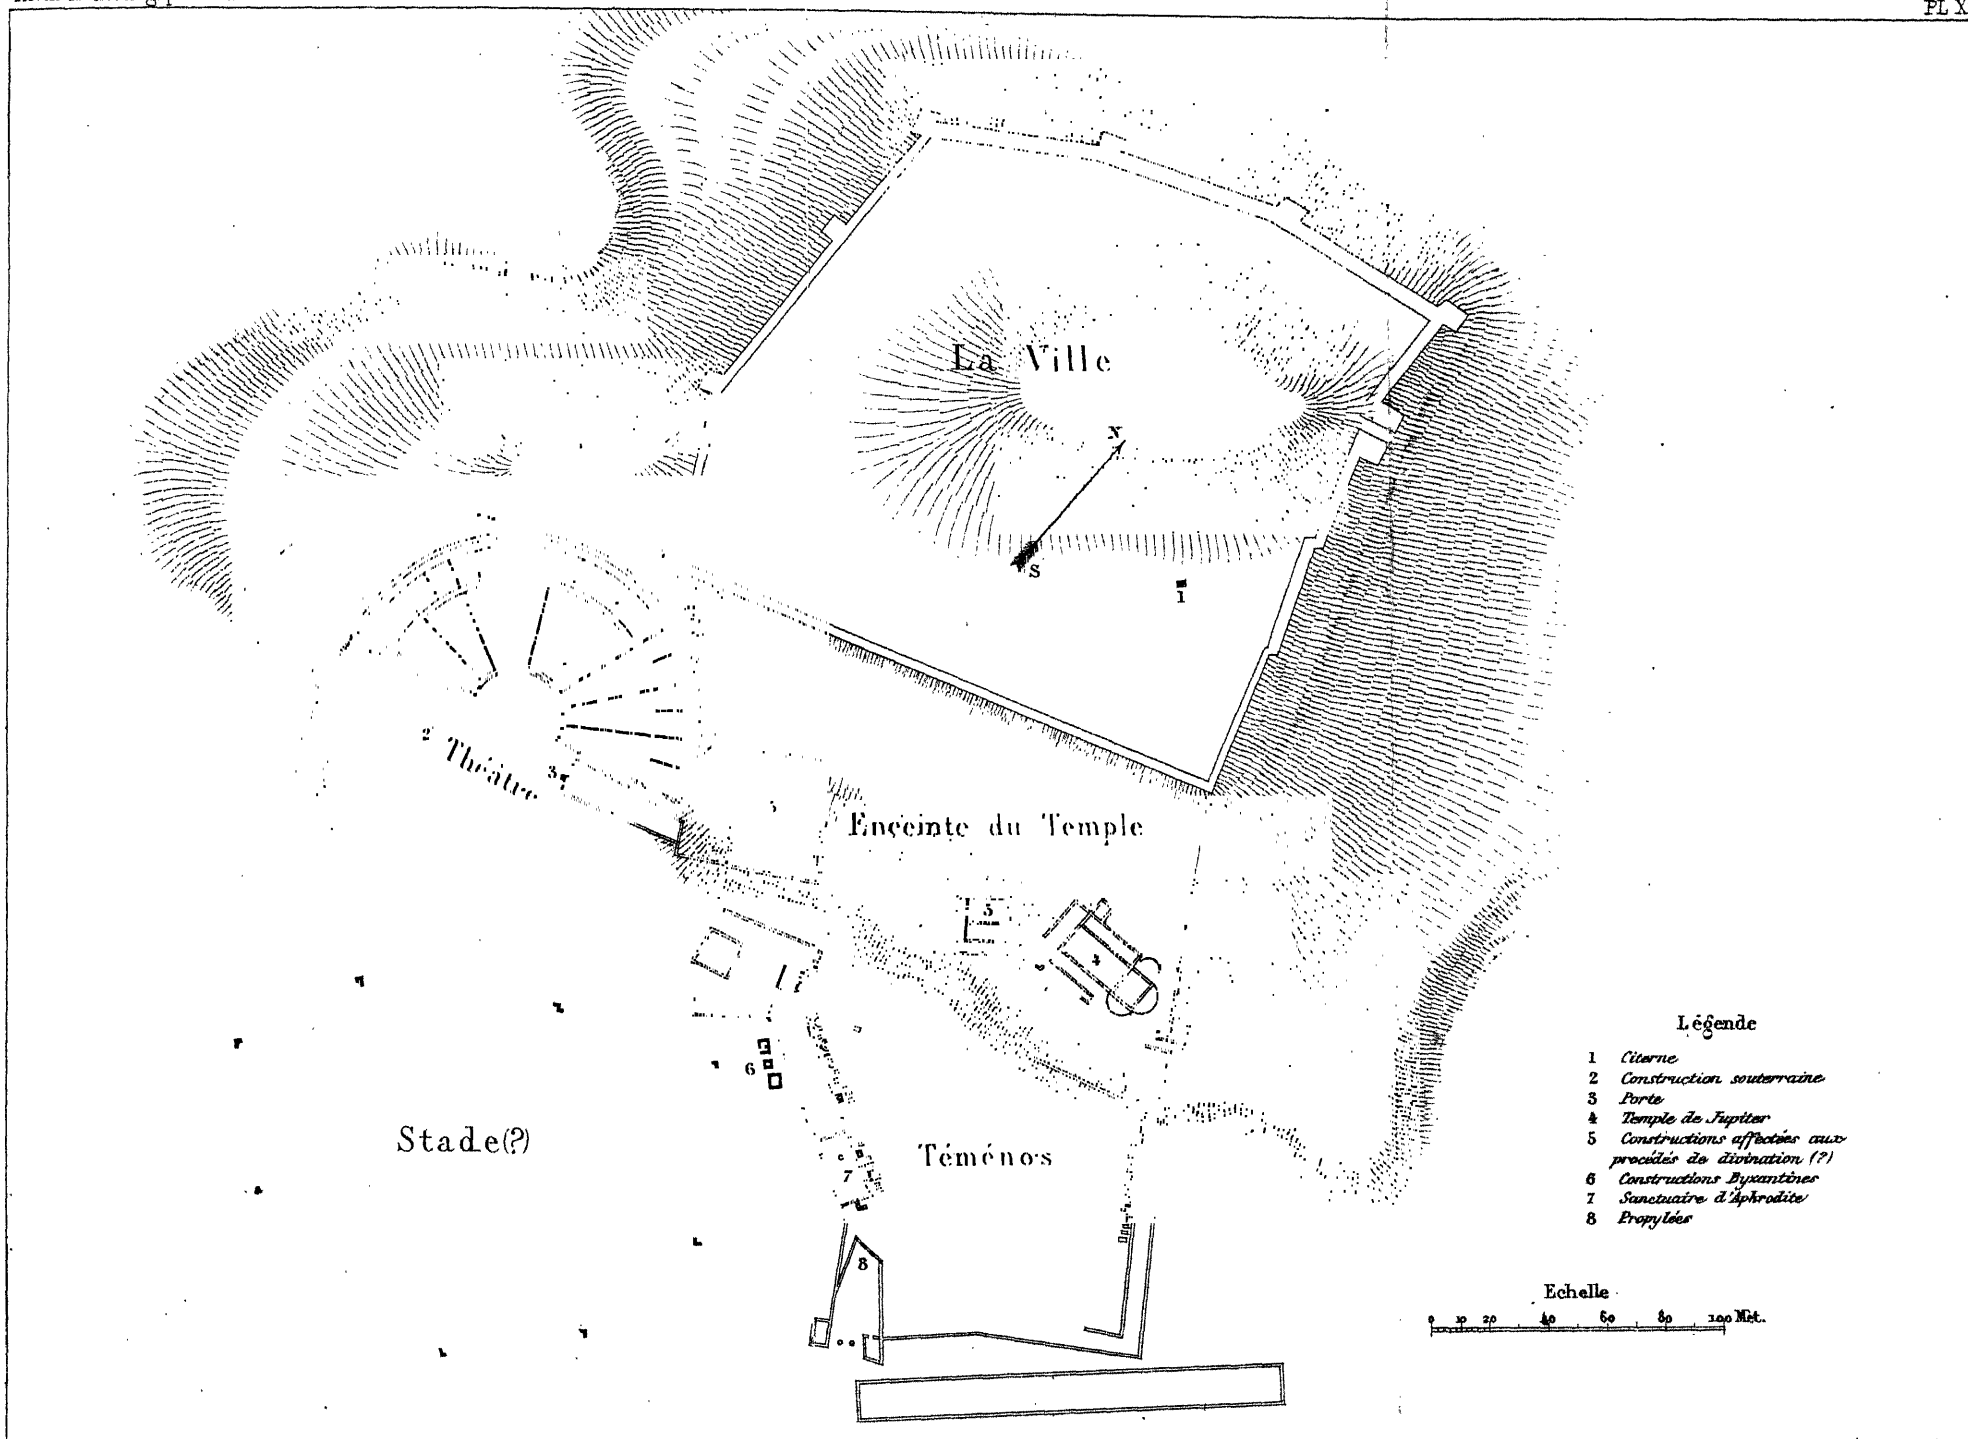 PL X
La Ville
N
S
1
2 Théâtre
3
Enceinte du Temple
5
4
6
Stade(?)
7
Téménos
8
Légende
1 Citerne
2 Construction souterraine
3 Porte
4 Temple de Jupiter
5 Constructions affectées aux
procédés de divination (?)
6 Constructions Byzantines
7 Sanctuaire d'Aphrodite
8 Propylées
Echelle
0 10 20 40 60 80 100 Mèt.